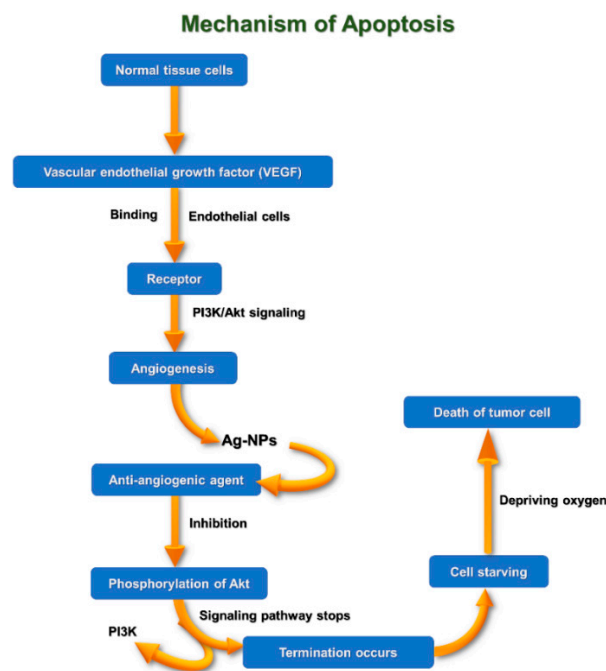 Mechanism of Apoptosis
Normal tissue cells
Vascular endothelial growth factor (VEGF)
Binding
Endothelial cells
Receptor
PI3K/Akt signaling
Angiogenesis
Ag-NPs
Anti-angiogenic agent
Inhibition
Phosphorylation of Akt
Signaling pathway stops
PI3K
Termination occurs
Cell starving
Depriving oxygen
Death of tumor cell